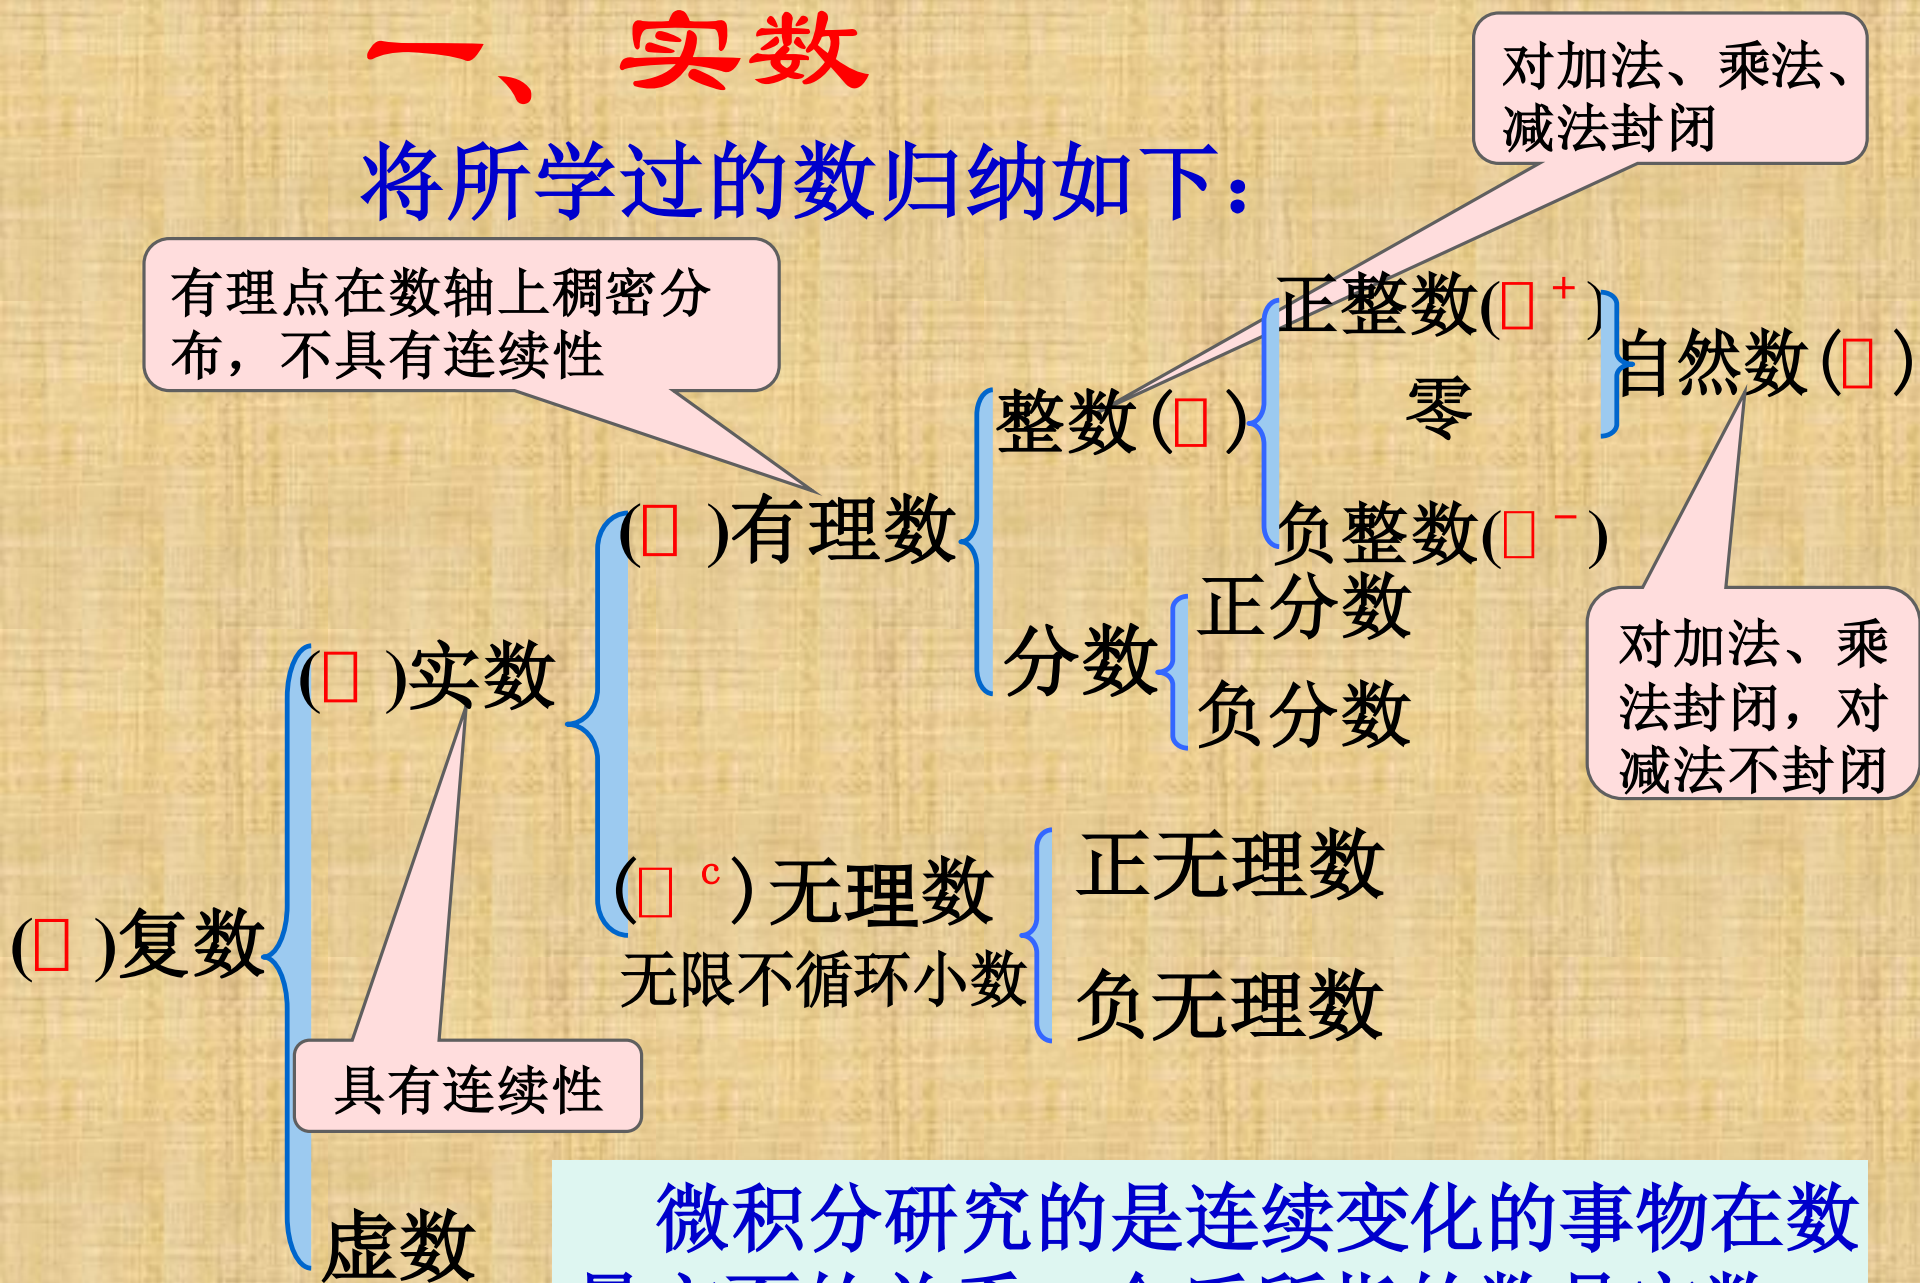 一、实数
将所学过的数归纳如下：
对加法、乘法、
减法封闭
有理点在数轴上稠密分
布，不具有连续性
正整数(□ +)
零
负整数(□ −)
自然数(□ )
整数(□ )
(□ )有理数
分数
正分数
负分数
对加法、乘
法封闭，对
减法不封闭
(□ )实数
(□ c)无理数
无限不循环小数
正无理数
负无理数
(□ )复数
具有连续性
虚数
微积分研究的是连续变化的事物在数